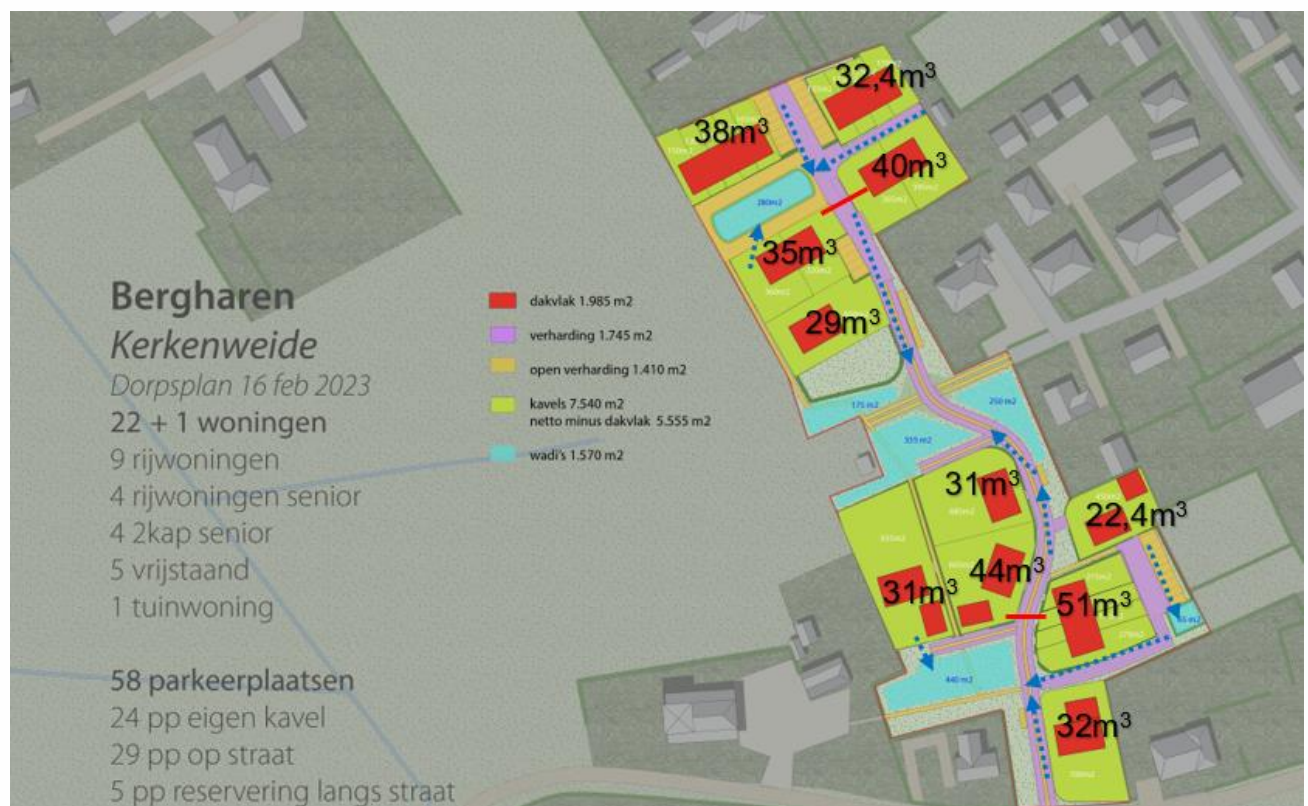 Bergharen
Kerkenweide
Dorpsplan 16 feb 2023
22 + 1 woningen
9 rijwoningen
4 rijwoningen senior
4 2kap senior
5 vrijstaand
1 tuinwoning
58 parkeerplaatsen
24 pp eigen kavel
29 pp op straat
5 pp reservering langs straat
dakvlak 1.985 m2
verharding 1.745 m2
open verharding 1.410 m2
kavels 7.540 m2
netto minus dakvlak 5.555 m2
wadi's 1.570 m2
32,4m³
38m³
40m³
280m2
35m³
29m³
175 m2
250 m2
335 m2
31m³
22,4m³
44m³
31m³
51m³
440 m2
32m³